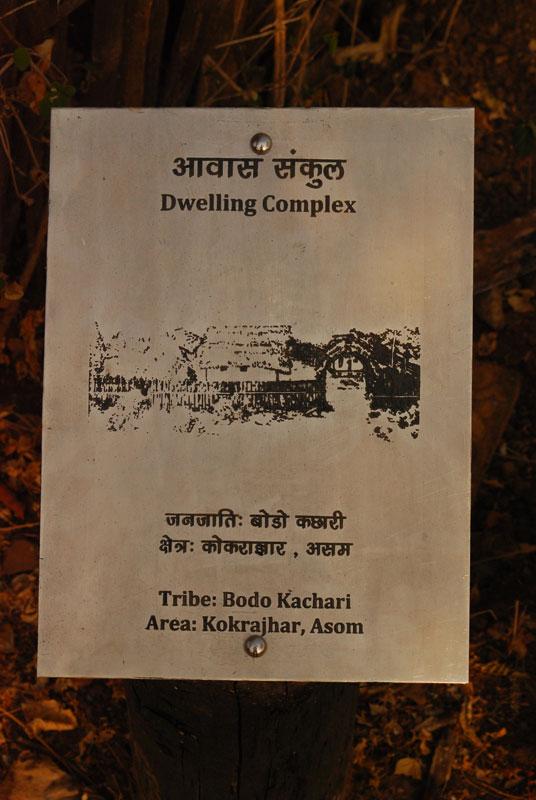 आवास संकुल
Dwelling Complex
जनजातिः बोडो कछारी
क्षेत्रः कोकराझार , असम
Tribe: Bodo Kachari
Area: Kokrajhar, Asom